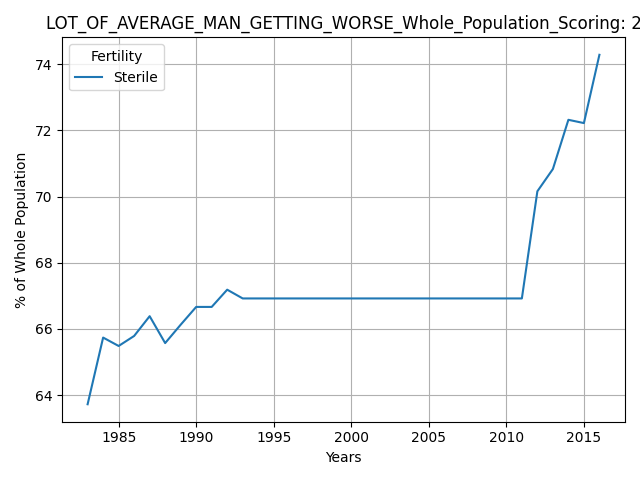 LOT_OF_AVERAGE_MAN_GETTING_WORSE_Whole_Population_Scoring: 2
Fertility
Sterile
74
72
70
68
66
64
% of Whole Population
1985 1990 1995 2000 2005 2010 2015
Years